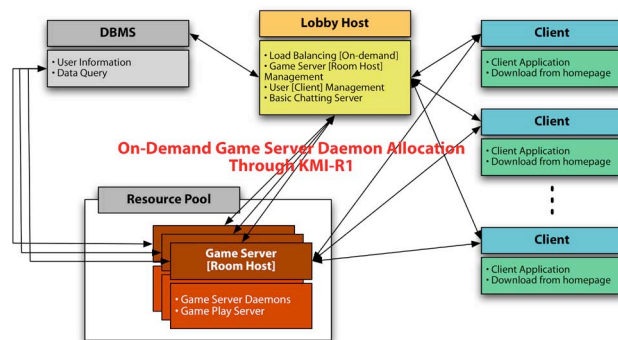 DBMS
• User Information
• Data Query
Lobby Host
• Load Balancing [On-demand]
• Game Server [Room Host]
Management
• User [Client] Management
• Basic Chatting Server
Client
• Client Application
• Download from homepage
Client
• Client Application
• Download from homepage
On-Demand Game Server Daemon Allocation
Through KMI-R1
Client
• Client Application
• Download from homepage
Resource Pool
Game Server
[Room Host]
• Game Server Daemons
• Game Play Server